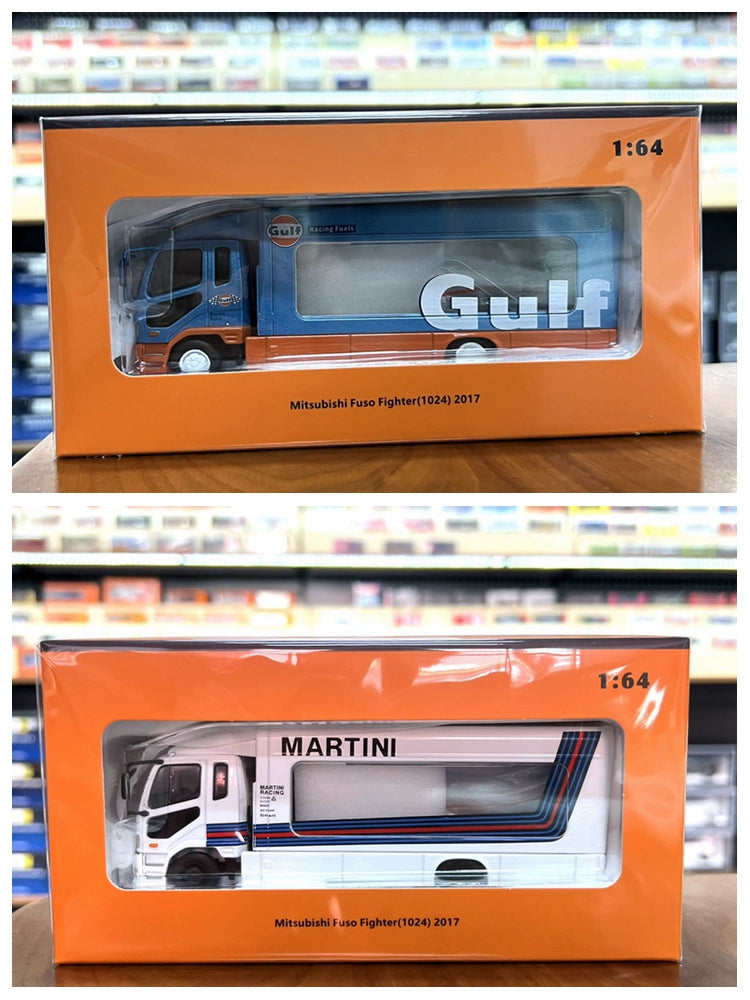 1:64
Gulf
Racing Fuels
Gulf
Mitsubishi Fuso Fighter(1024) 2017
1:64
MARTINI
MARTINI
RACING
Mitsubishi Fuso Fighter(1024) 2017